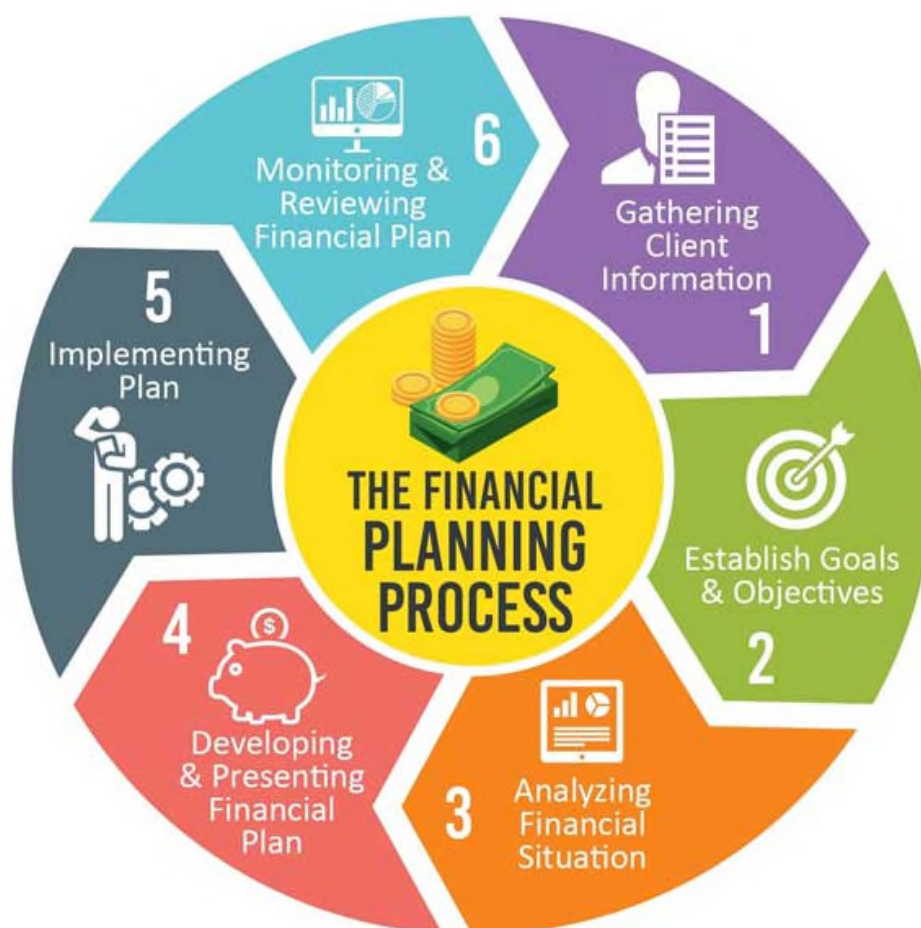 THE FINANCIAL
PLANNING
PROCESS
Gathering
Client
Information
1
Establish Goals
& Objectives
2
3
Analyzing
Financial
Situation
4
$
Developing
& Presenting
Financial
Plan
5
Implementing
Plan
6
Monitoring &
Reviewing
Financial Plan